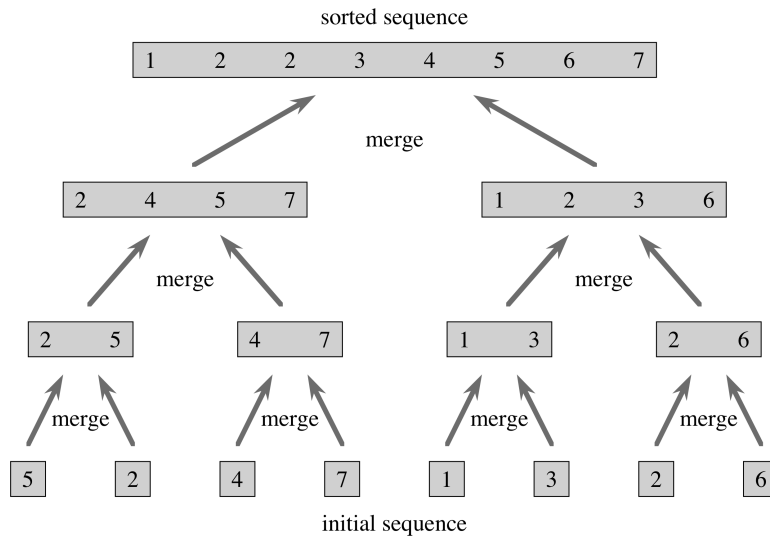 sorted sequence
1 2 2 3 4 5 6 7
merge
2 4 5 7
1 2 3 6
merge
merge
2 5
4 7
1 3
2 6
merge
merge
merge
merge
5
2
4
7
1
3
2
6
initial sequence